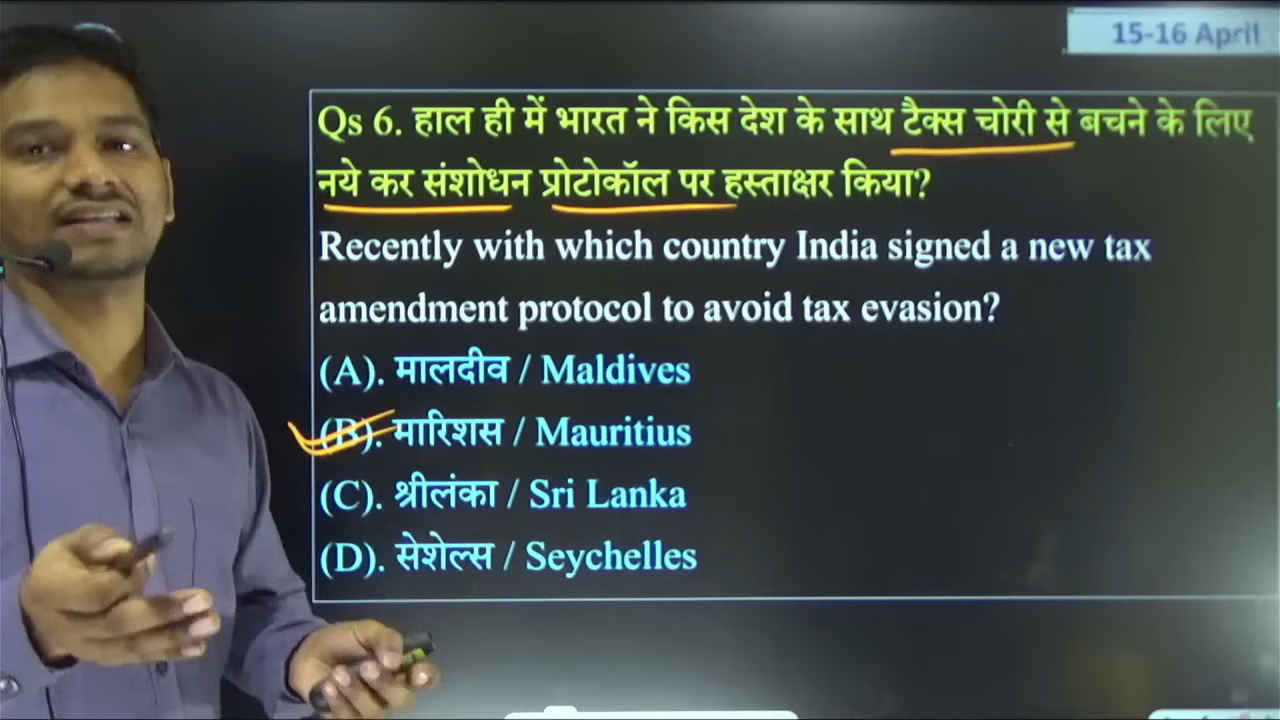 15-16 April
Qs 6. हाल ही में भारत ने किस देश के साथ टैक्स चोरी से बचने के लिए
नये कर संशोधन प्रोटोकॉल पर हस्ताक्षर किया?
Recently with which country India signed a new tax
amendment protocol to avoid tax evasion?
(A). मालदीव / Maldives
(B). मारिशस / Mauritius
(C). श्रीलंका / Sri Lanka
(D). सेशेल्स / Seychelles